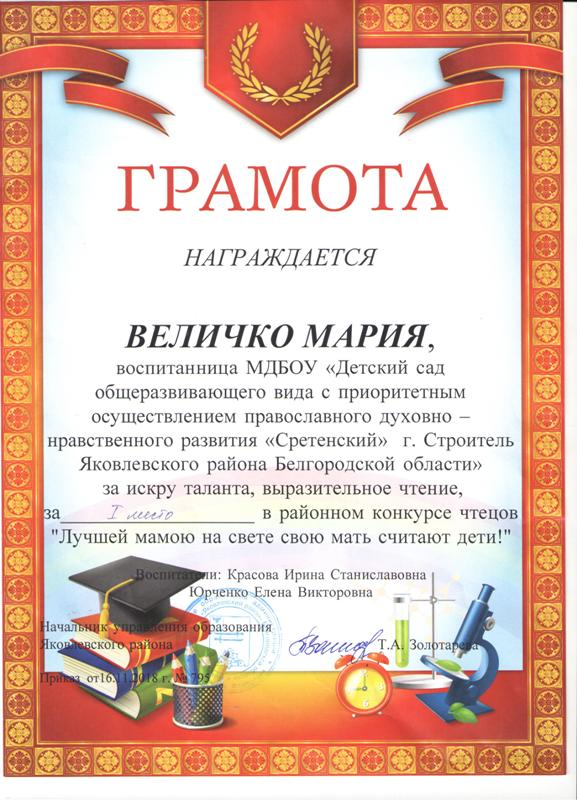 ГРАМОТА
НАГРАЖДАЕТСЯ
ВЕЛИЧКО МАРИЯ,
воспитанница МДБОУ «Детский сад
общеразвивающего вида с приоритетным
осуществлением православного духовно –
нравственного развития «Сретенский» г. Строитель
Яковлевского района Белгородской области»
за искру таланта, выразительное чтение,
за I место в районном конкурсе чтецов
"Лучшей мамою на свете свою мать считают дети!"
Воспитатели: Красова Ирина Станиславовна
Юрченко Елена Викторовна
Начальник управления образования
Яковлевского района Т.А. Золотарева
Приказ от16.11.2018 г. № 795